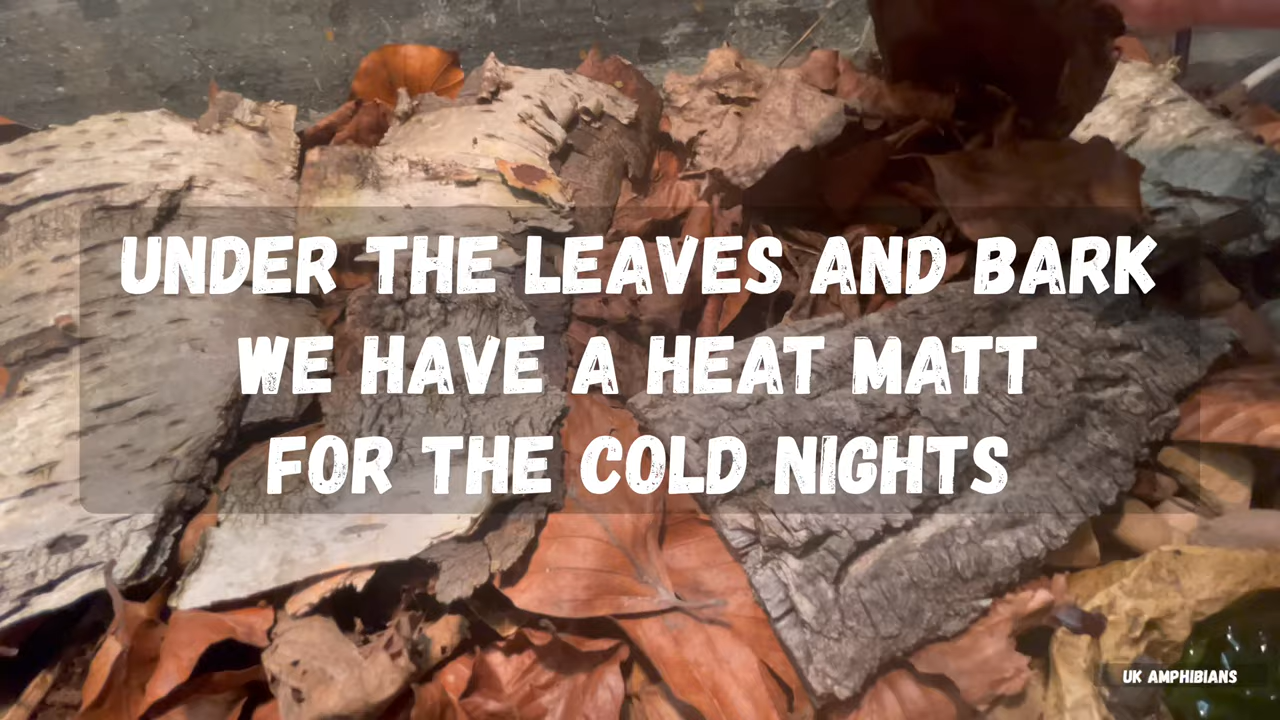 UNDER THE LEAVES AND BARK
WE HAVE A HEAT MATT
FOR THE COLD NIGHTS
UK AMPHIBIANS